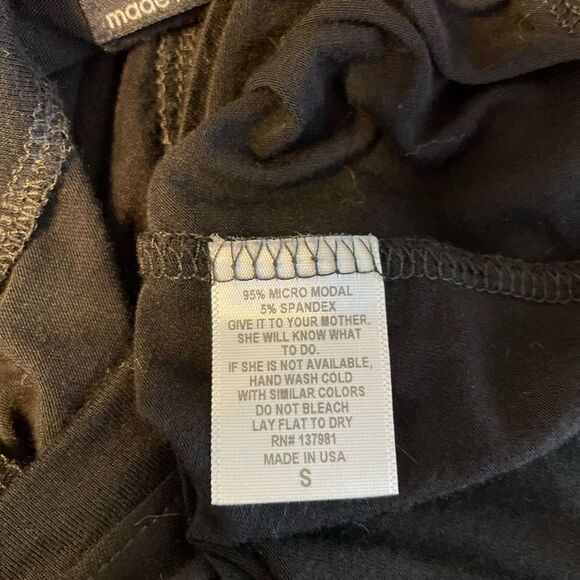 made
95% MICRO MODAL
5% SPANDEX
GIVE IT TO YOUR MOTHER.
SHE WILL KNOW WHAT
TO DO.
IF SHE IS NOT AVAILABLE,
HAND WASH COLD
WITH SIMILAR COLORS
DO NOT BLEACH
LAY FLAT TO DRY
RN# 137981
MADE IN USA
S